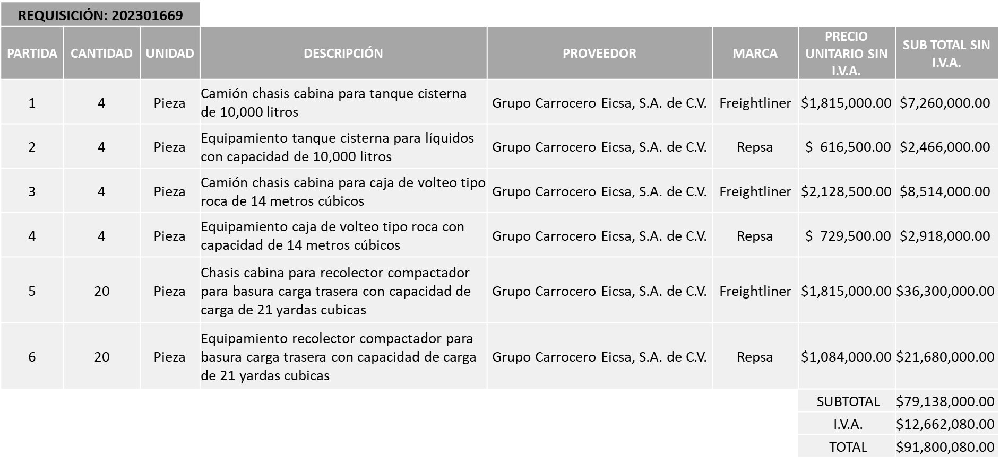 REQUISICIÓN: 202301669
PARTIDA CANTIDAD UNIDAD DESCRIPCIÓN PROVEEDOR MARCA PRECIO UNITARIO SIN I.V.A. SUB TOTAL SIN I.V.A.
1 4 Pieza Camión chasis cabina para tanque cisterna de 10,000 litros Grupo Carrocero Eicsa, S.A. de C.V. Freightliner $1,815,000.00 $7,260,000.00
2 4 Pieza Equipamiento tanque cisterna para líquidos con capacidad de 10,000 litros Grupo Carrocero Eicsa, S.A. de C.V. Repsa $ 616,500.00 $2,466,000.00
3 4 Pieza Camión chasis cabina para caja de volteo tipo roca de 14 metros cúbicos Grupo Carrocero Eicsa, S.A. de C.V. Freightliner $2,128,500.00 $8,514,000.00
4 4 Pieza Equipamiento caja de volteo tipo roca con capacidad de 14 metros cúbicos Grupo Carrocero Eicsa, S.A. de C.V. Repsa $ 729,500.00 $2,918,000.00
5 20 Pieza Chasis cabina para recolector compactador para basura carga trasera con capacidad de carga de 21 yardas cubicas Grupo Carrocero Eicsa, S.A. de C.V. Freightliner $1,815,000.00 $36,300,000.00
6 20 Pieza Equipamiento recolector compactador para basura carga trasera con capacidad de carga de 21 yardas cubicas Grupo Carrocero Eicsa, S.A. de C.V. Repsa $1,084,000.00 $21,680,000.00
SUBTOTAL $79,138,000.00
I.V.A. $12,662,080.00
TOTAL $91,800,080.00